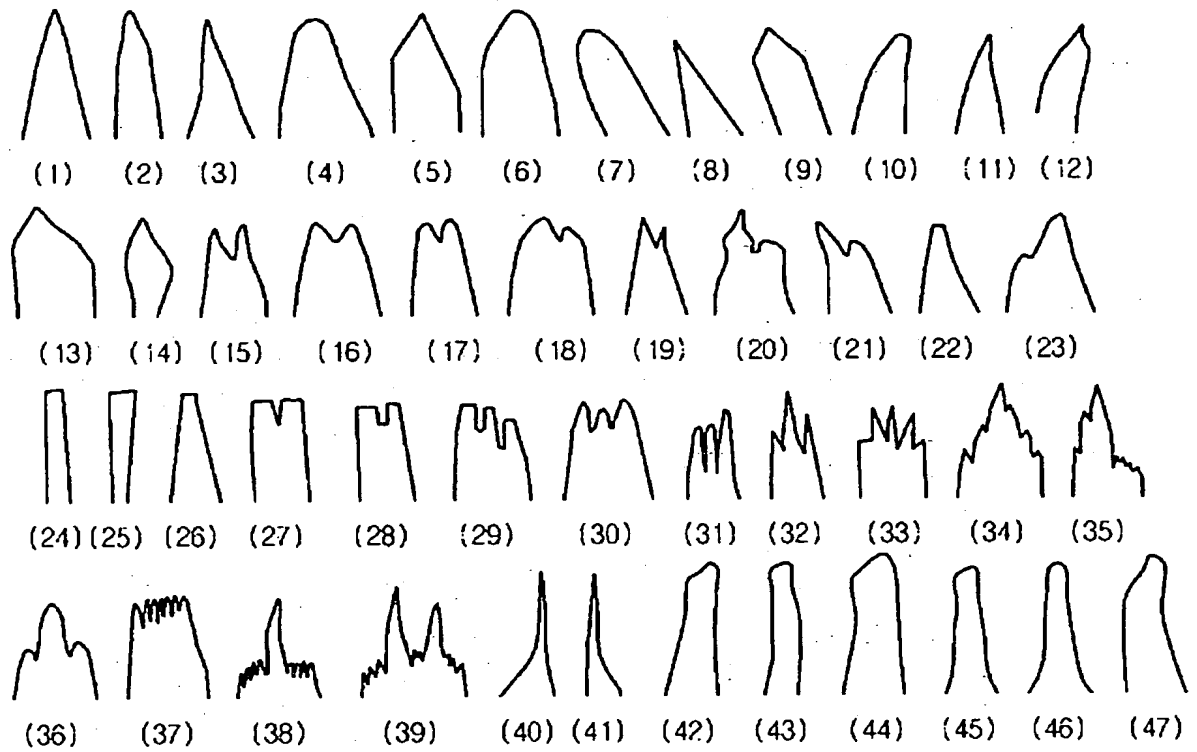 (1) (2) (3) (4) (5) (6) (7) (8) (9) (10) (11) (12)
(13) (14) (15) (16) (17) (18) (19) (20) (21) (22) (23)
(24) (25) (26) (27) (28) (29) (30) (31) (32) (33) (34) (35)
(36) (37) (38) (39) (40) (41) (42) (43) (44) (45) (46) (47)